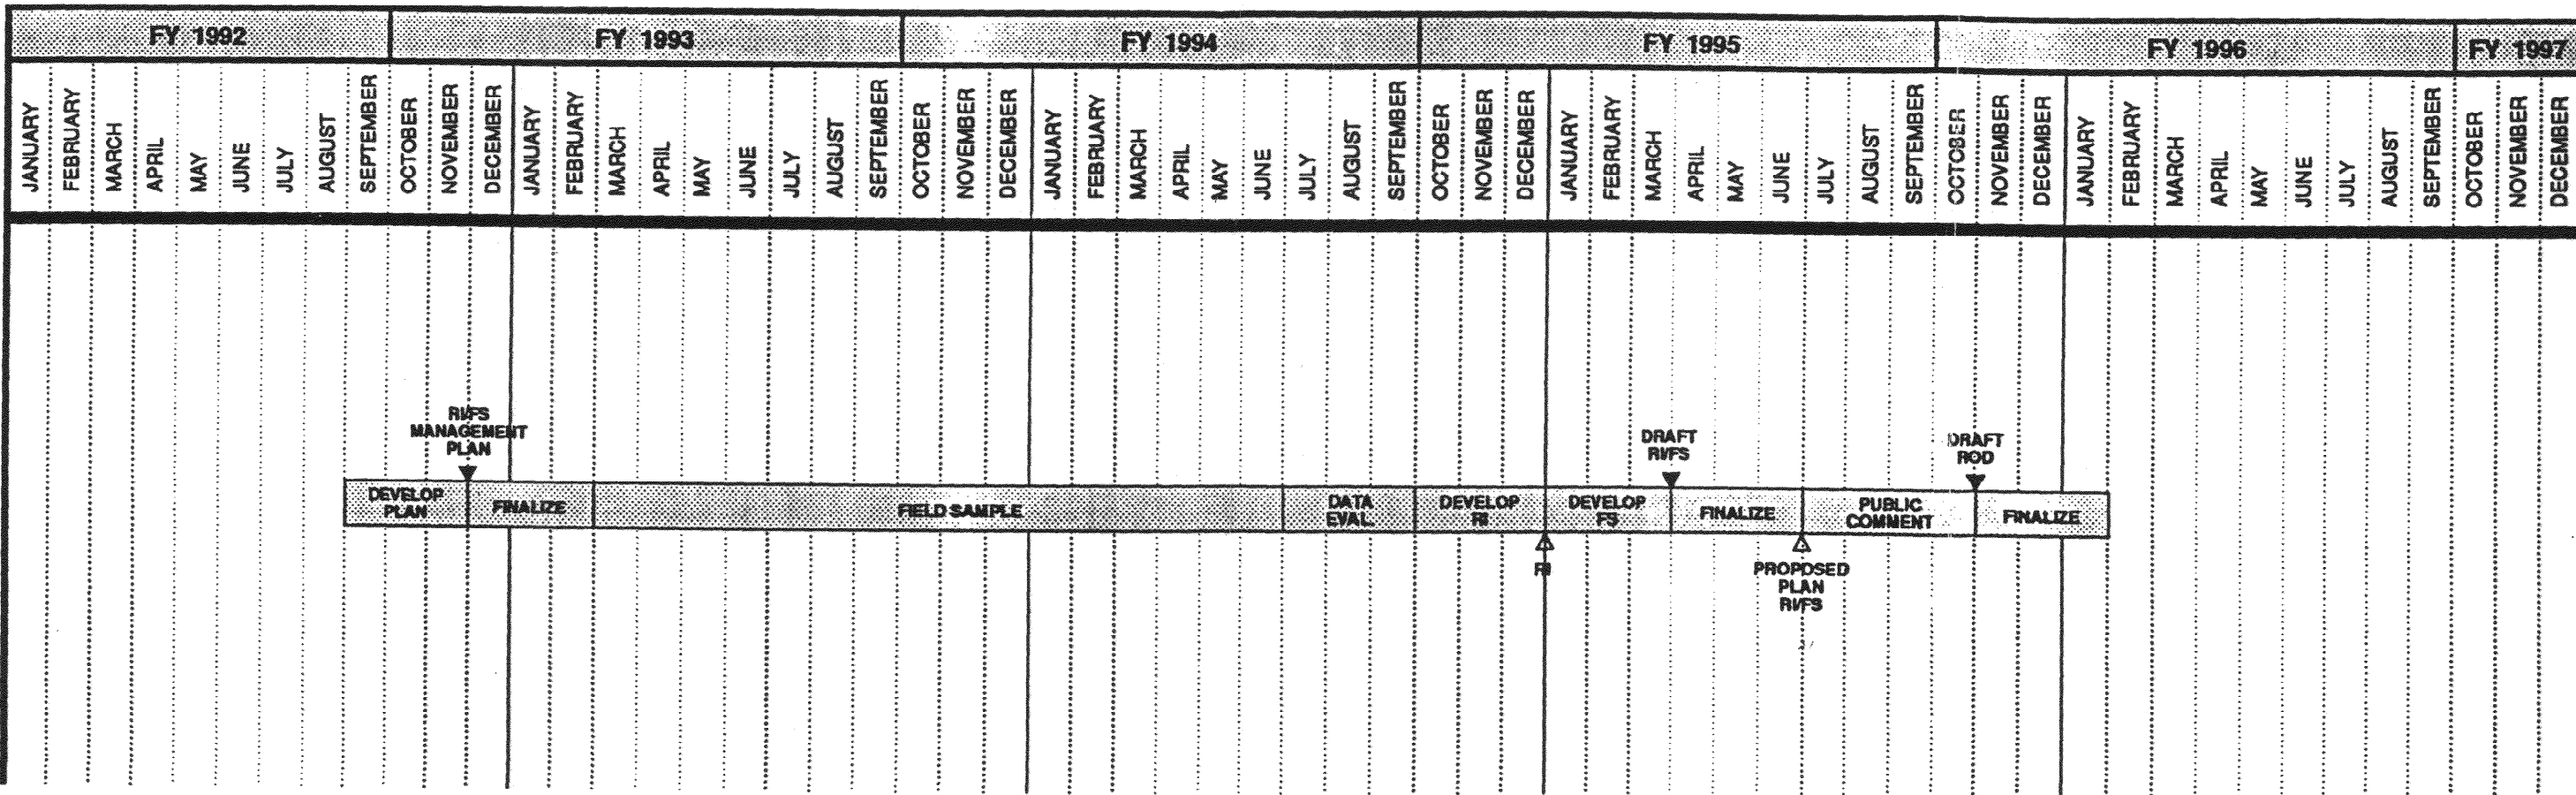 FY 1992 FY 1993 FY 1994 FY 1995 FY 1996 FY 1997
JANUARY FEBRUARY MARCH APRIL MAY JUNE JULY AUGUST SEPTEMBER OCTOBER NOVEMBER DECEMBER JANUARY FEBRUARY MARCH APRIL MAY JUNE JULY AUGUST SEPTEMBER OCTOBER NOVEMBER DECEMBER JANUARY FEBRUARY MARCH APRIL MAY JUNE JULY AUGUST SEPTEMBER OCTOBER NOVEMBER DECEMBER JANUARY FEBRUARY MARCH APRIL MAY JUNE JULY AUGUST SEPTEMBER OCTOBER NOVEMBER DECEMBER JANUARY FEBRUARY MARCH APRIL MAY JUNE JULY AUGUST SEPTEMBER OCTOBER NOVEMBER DECEMBER
RI/FS
MANAGEMENT
PLAN
DRAFT
RI/FS
DRAFT
ROD
DEVELOP
PLAN
FINALIZE
FIELD SAMPLE
DATA
EVAL.
DEVELOP
RI
DEVELOP
FS
FINALIZE
PUBLIC
COMMENT
FINALIZE
RI
PROPOSED
PLAN
RI/FS